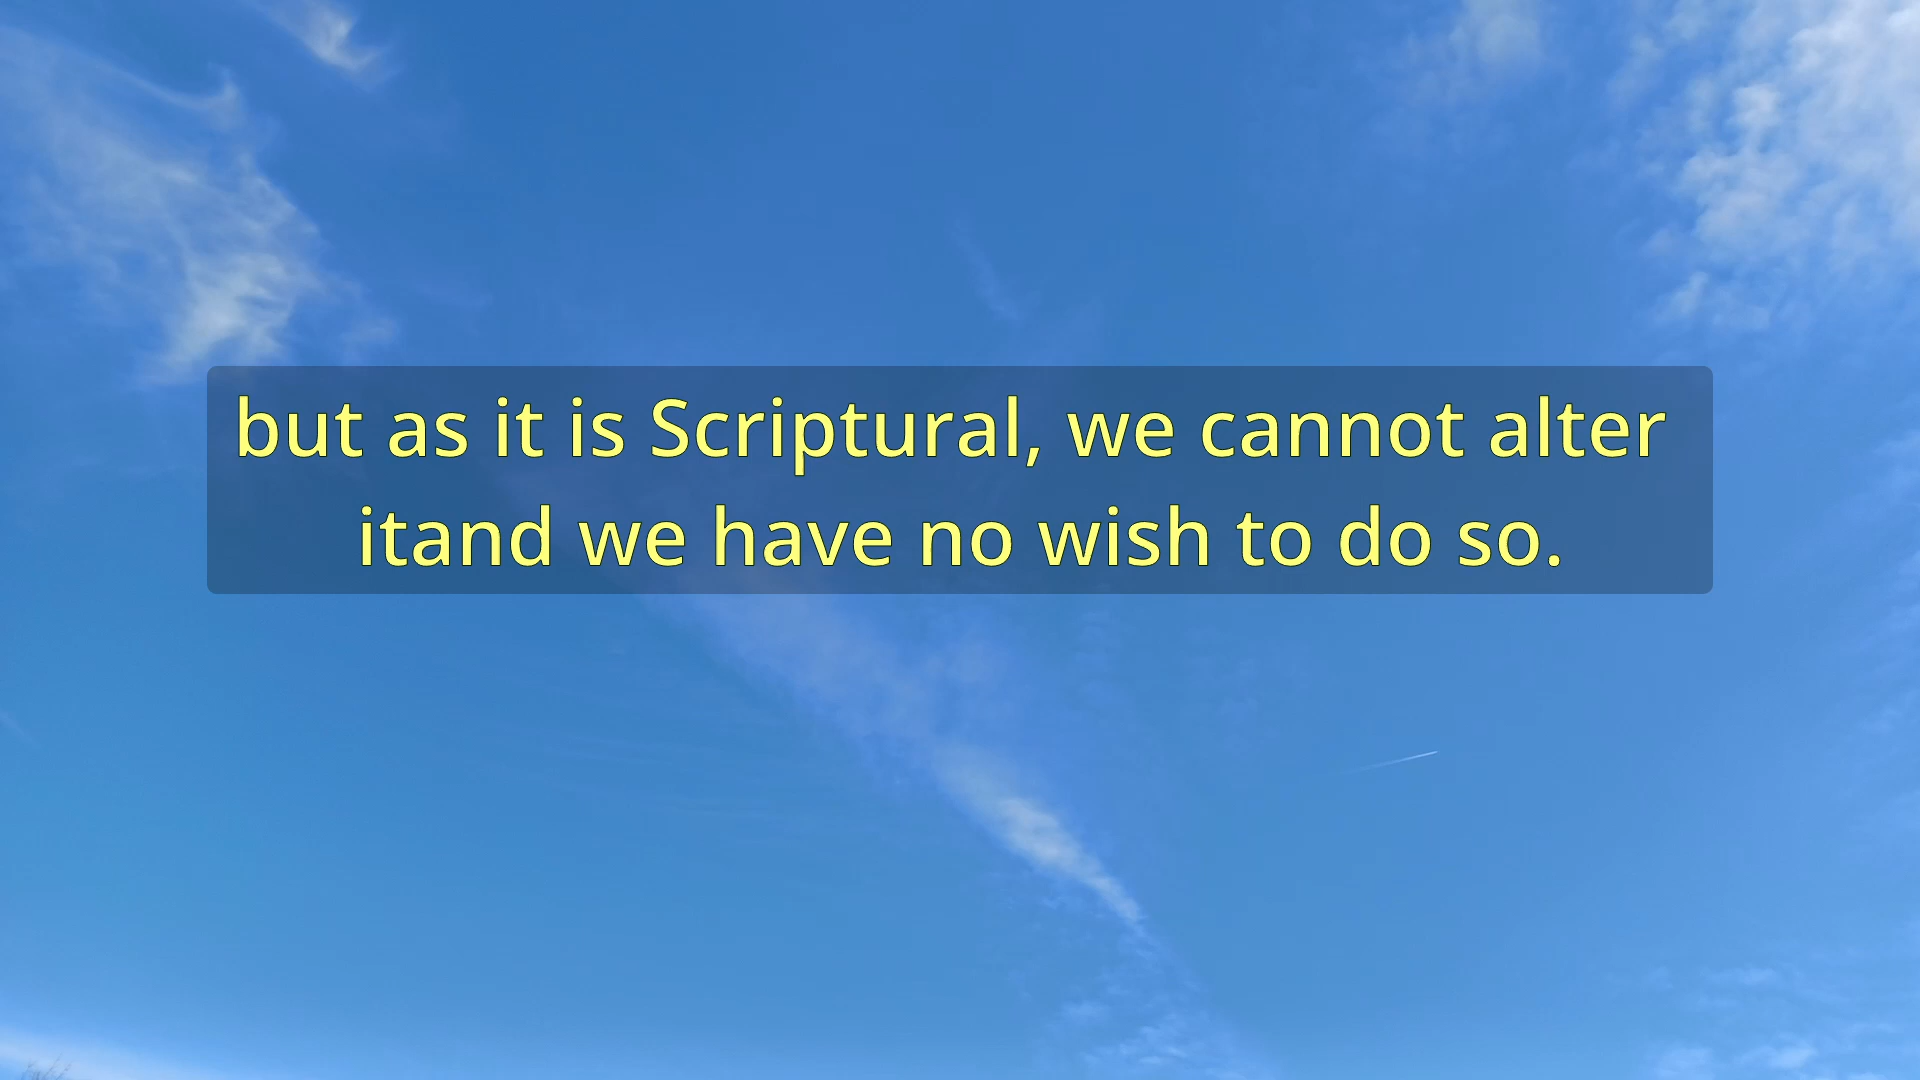 but as it is Scriptural, we cannot alter
itand we have no wish to do so.